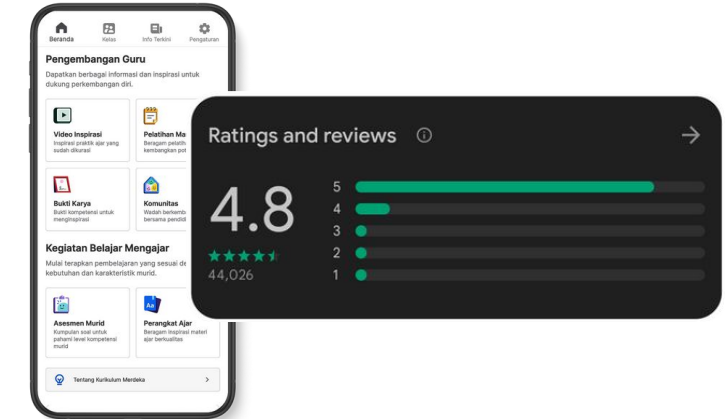 Beranda
Kelas
Info Terkini
Pengaturan
Pengembangan Guru
Dapatkan berbagai informasi dan inspirasi untuk
dukung perkembangan diri.
Video Inspirasi
Inspirasi praktik ajar yang
sudah dikurasi
Pelatihan Ma
Beragam pelatih
kembangkan pot
Bukti Karya
Bukti kompetensi untuk
menginspirasi
Komunitas
Wadah berkemb
bersama pendid
Kegiatan Belajar Mengajar
Mulai terapkan pembelajaran yang sesuai de
kebutuhan dan karakteristik murid.
Asesmen Murid
Kumpulan soal untuk
pahami level kompetensi
murid
Aa
Perangkat Ajar
Beragam inspirasi materi
ajar berkualitas
Tentang Kurikulum Merdeka
Ratings and reviews
4.8
44,026
5
4
3
2
1